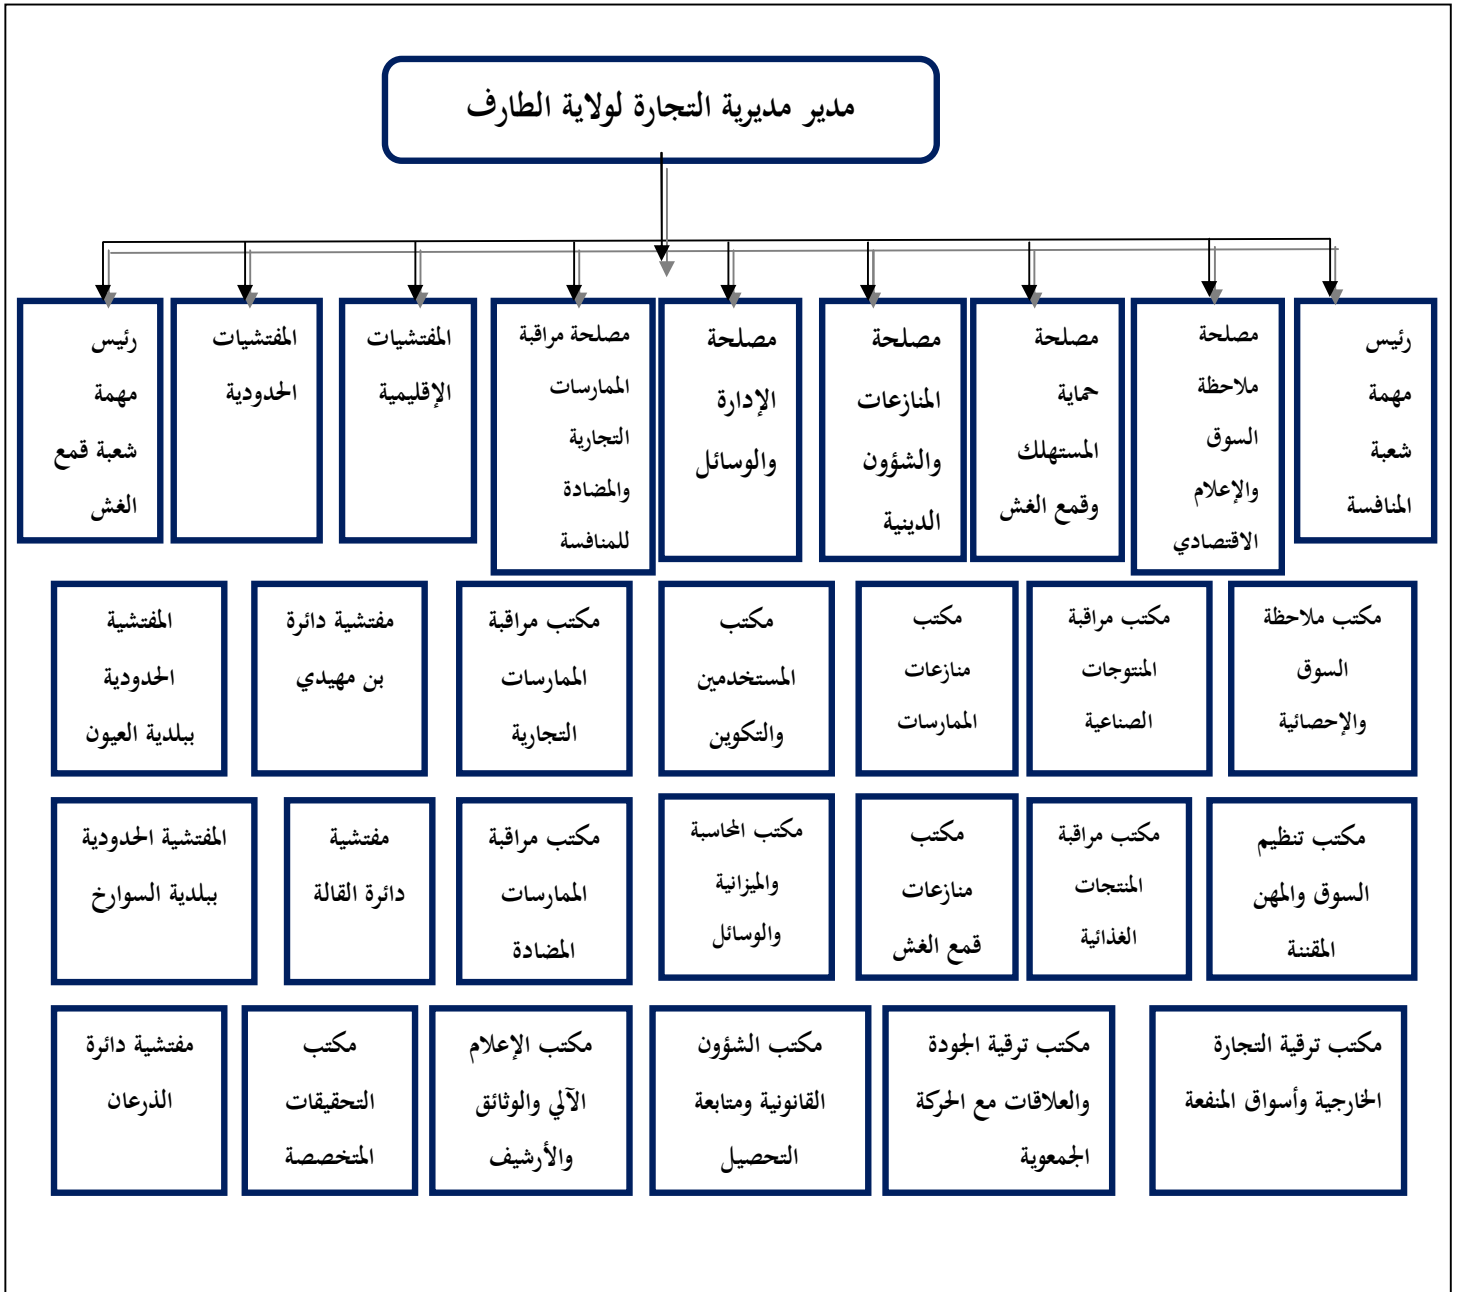 مدير مديرية التجارة لولاية الطارف
رئيس
مهمة
شعبة
المنافسة
مصلحة
ملاحظة
السوق
والإعلام
الاقتصادي
مصلحة
حماية
المستهلك
وقمع الغش
مصلحة
المنازعات
والشؤون
الدينية
مصلحة
الإدارة
والوسائل
مصلحة مراقبة
الممارسات
التجارية
والمضادة
للمنافسة
المفتشيات
الإقليمية
المفتشيات
الحدودية
رئيس
مهمة
شعبة قمع
الغش
مكتب ملاحظة
السوق
والإحصائية
مكتب مراقبة
المنتوجات
الصناعية
مكتب
منازعات
الممارسات
مكتب
المستخدمين
والتكوين
مكتب مراقبة
الممارسات
التجارية
مفتشية دائرة
بن مهيدي
المفتشية
الحدودية
ببلدية العيون
مكتب تنظيم
السوق والمهن
المقننة
مكتب مراقبة
المنتجات
الغذائية
مكتب
منازعات
قمع الغش
مكتب المحاسبة
والميزانية
والوسائل
مكتب مراقبة
الممارسات
المضادة
مفتشية
دائرة القالة
المفتشية الحدودية
ببلدية السوارخ
مكتب ترقية التجارة
الخارجية وأسواق المنفعة
مكتب ترقية الجودة
والعلاقات مع الحركة
الجمعوية
مكتب الشؤون
القانونية ومتابعة
التحصيل
مكتب الإعلام
الآلي والوثائق
والأرشيف
مكتب
التحقيقات
المتخصصة
مفتشية دائرة
الذرعان